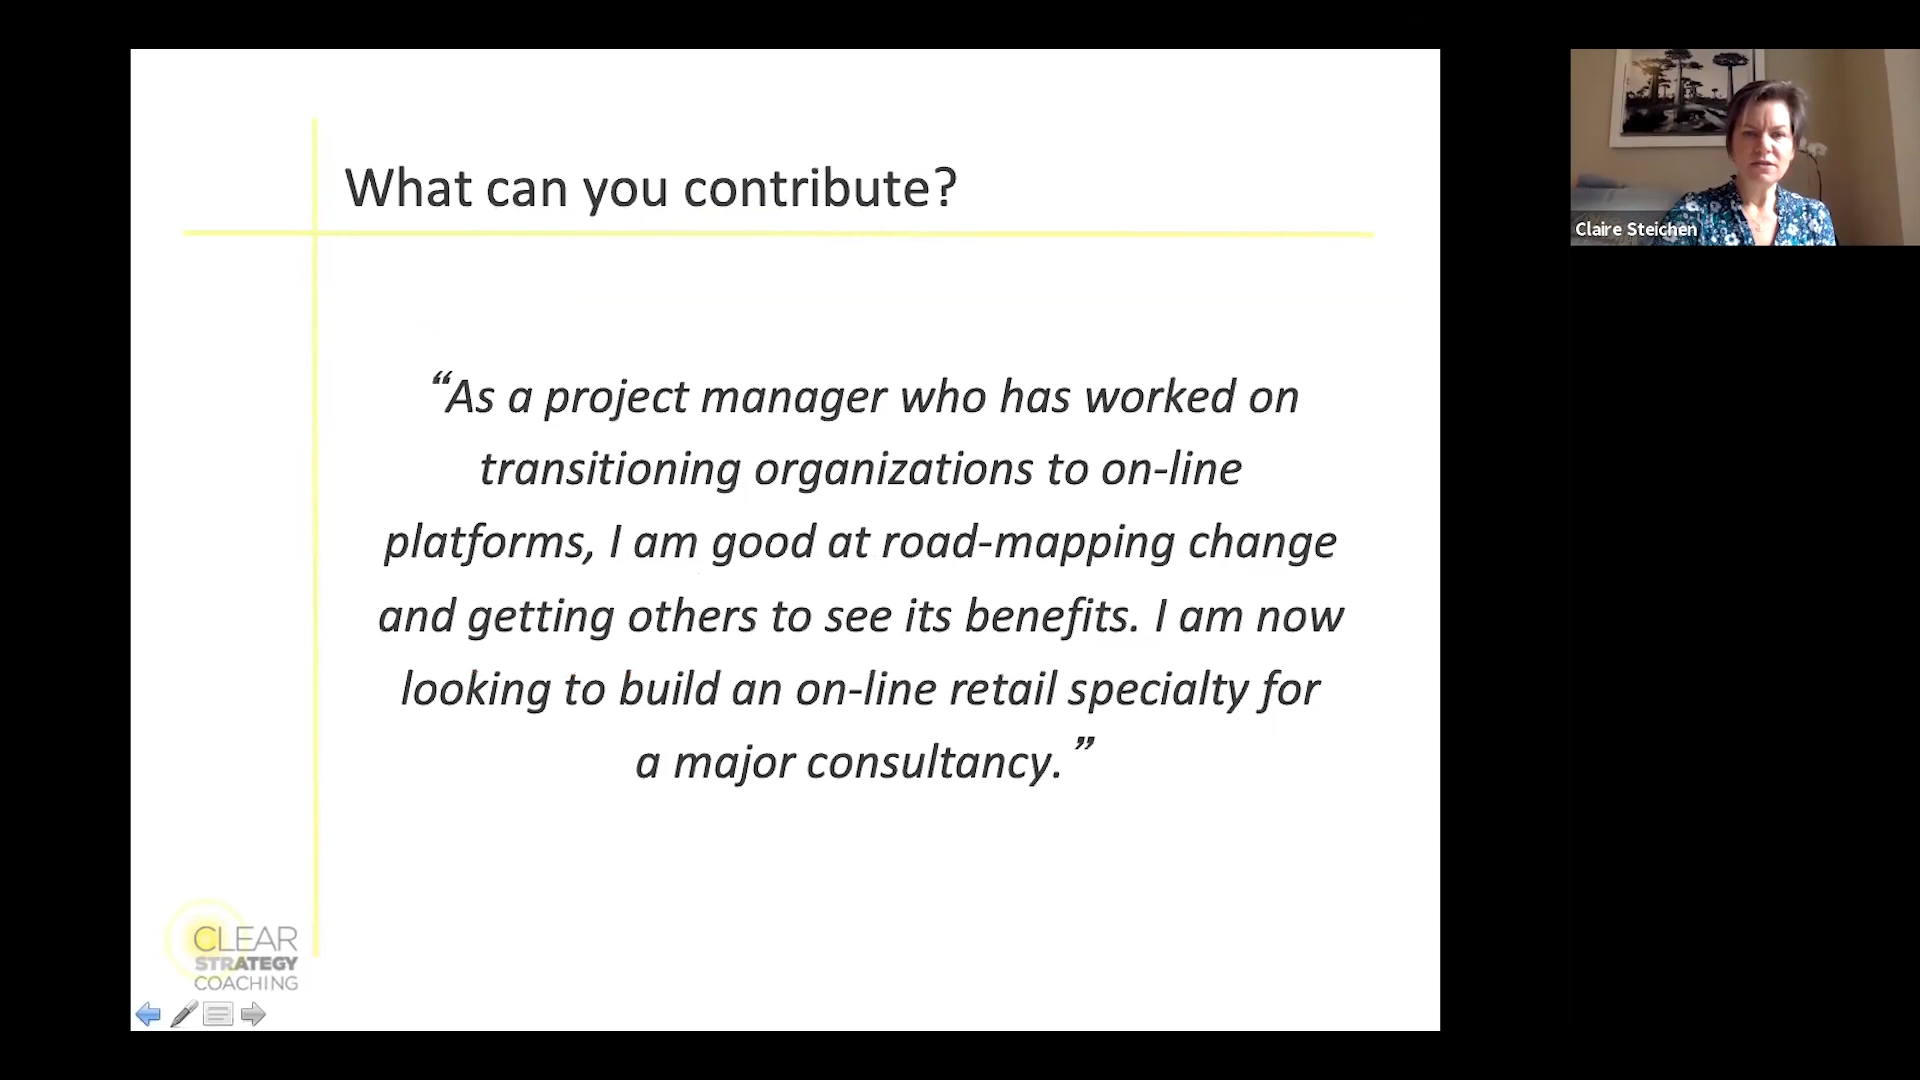 What can you contribute?
“As a project manager who has worked on
transitioning organizations to on-line
platforms, I am good at road-mapping change
and getting others to see its benefits. I am now
looking to build an on-line retail specialty for
a major consultancy.”
CLEAR
STRATEGY
COACHING
Claire Steichen